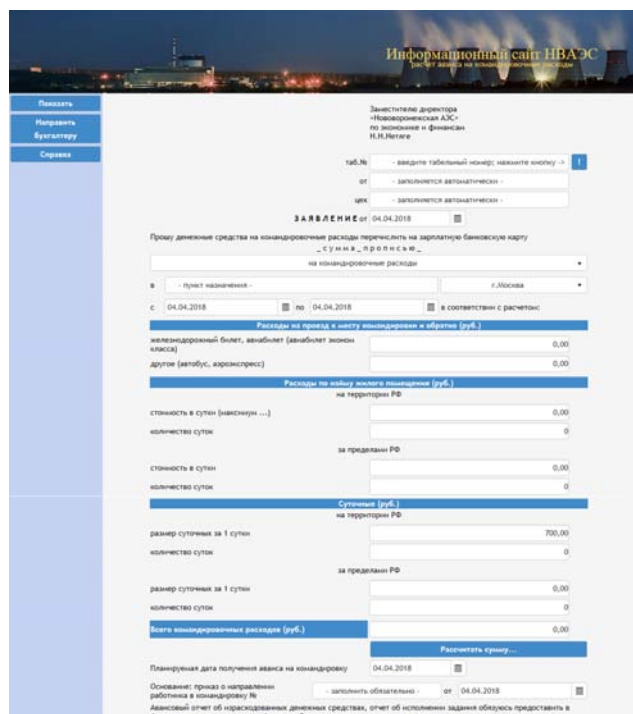 Информационный сайт НВАЭС
расчет аванса на командировочные расходы
Показать
Направить
бухгалтеру
Справка
Заместителю директора
«Нововоронежская АЭС»
по экономике и финансам
таб.№ - введите табельный номер; нажмите кнопку -> !
от - заполняется автоматически -
цех - заполняется автоматически -
З А Я В Л Е Н И Е от 04.04.2018
Прошу денежные средства на командировочные расходы перечислить на зарплатную банковскую карту
_ с у м м а _ п р о п и с ь ю _
на командировочные расходы
в - пункт назначения - г.Москва
с 04.04.2018 по 04.04.2018 в соответствии с расчетом:
Расходы на проезд к месту командировки и обратно (руб.)
железнодорожный билет, авиабилет (авиабилет эконом
класса) 0,00
другое (автобус, аэроэкспресс) 0,00
Расходы по найму жилого помещения (руб.)
на территории РФ
стоимость в сутки (максимум ...) 0,00
количество суток 0
за пределами РФ
стоимость в сутки 0,00
количество суток 0
Суточные (руб.)
на территории РФ
размер суточных за 1 сутки 700,00
количество суток 0
за пределами РФ
размер суточных за 1 сутки 0,00
количество суток 0
Всего командировочных расходов (руб.) 0,00
Рассчитать сумму...
Планируемая дата получения аванса на командировку 04.04.2018
Основание: приказ о направлении
работника в командировку № - заполнить обязательно - от 04.04.2018
Авансовый отчет об израсходованных денежных средствах, отчет об исполнении задания обязуюсь предоставить в